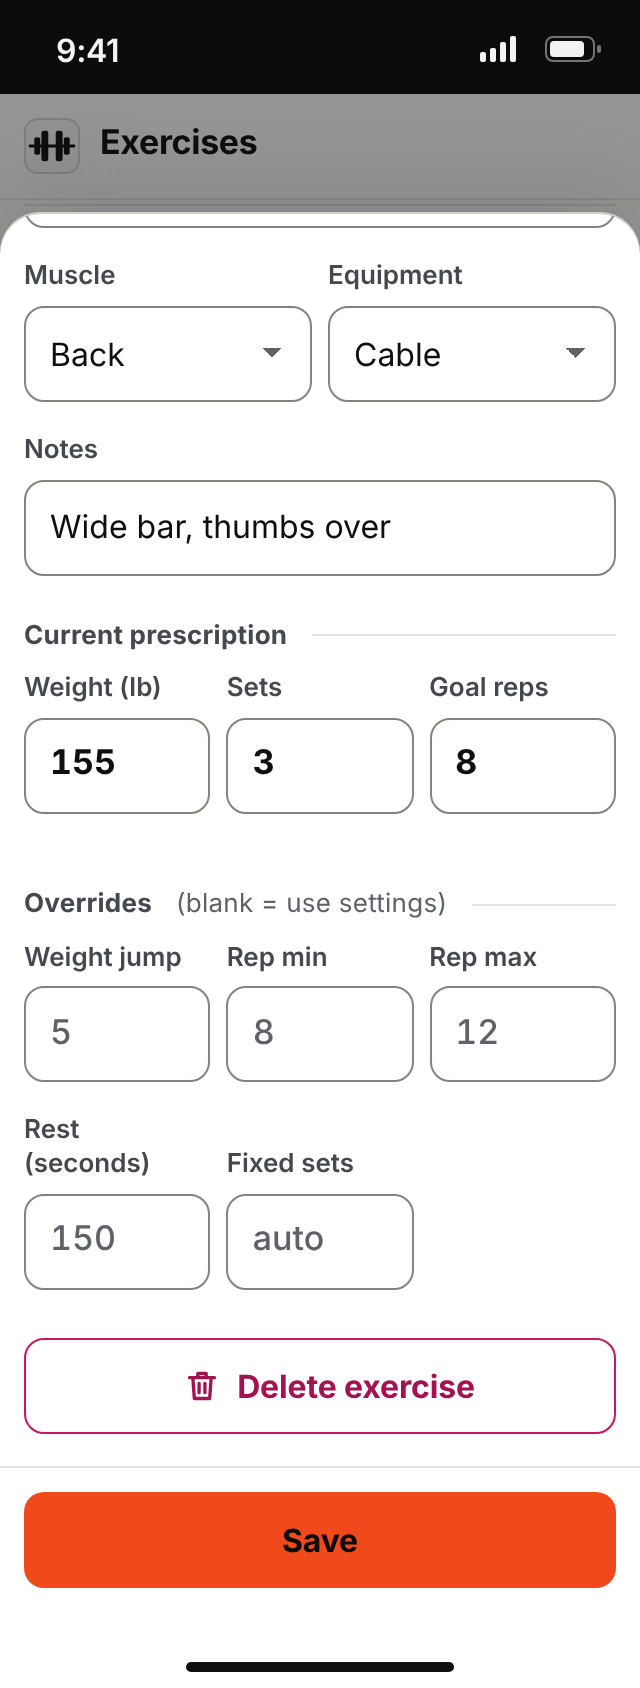 9:41
Exercises
Muscle
Equipment
Back
Cable
Notes
Wide bar, thumbs over
Current prescription
Weight (lb)
Sets
Goal reps
155
3
8
Overrides (blank = use settings)
Weight jump
Rep min
Rep max
5
8
12
Rest
(seconds)
Fixed sets
150
auto
Delete exercise
Save